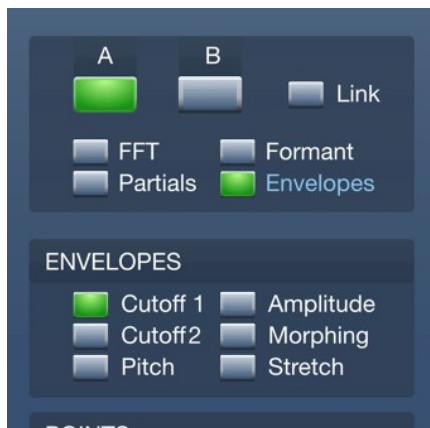 A B
Link
FFT Formant
Partials Envelopes
ENVELOPES
Cutoff 1 Amplitude
Cutoff2 Morphing
Pitch Stretch